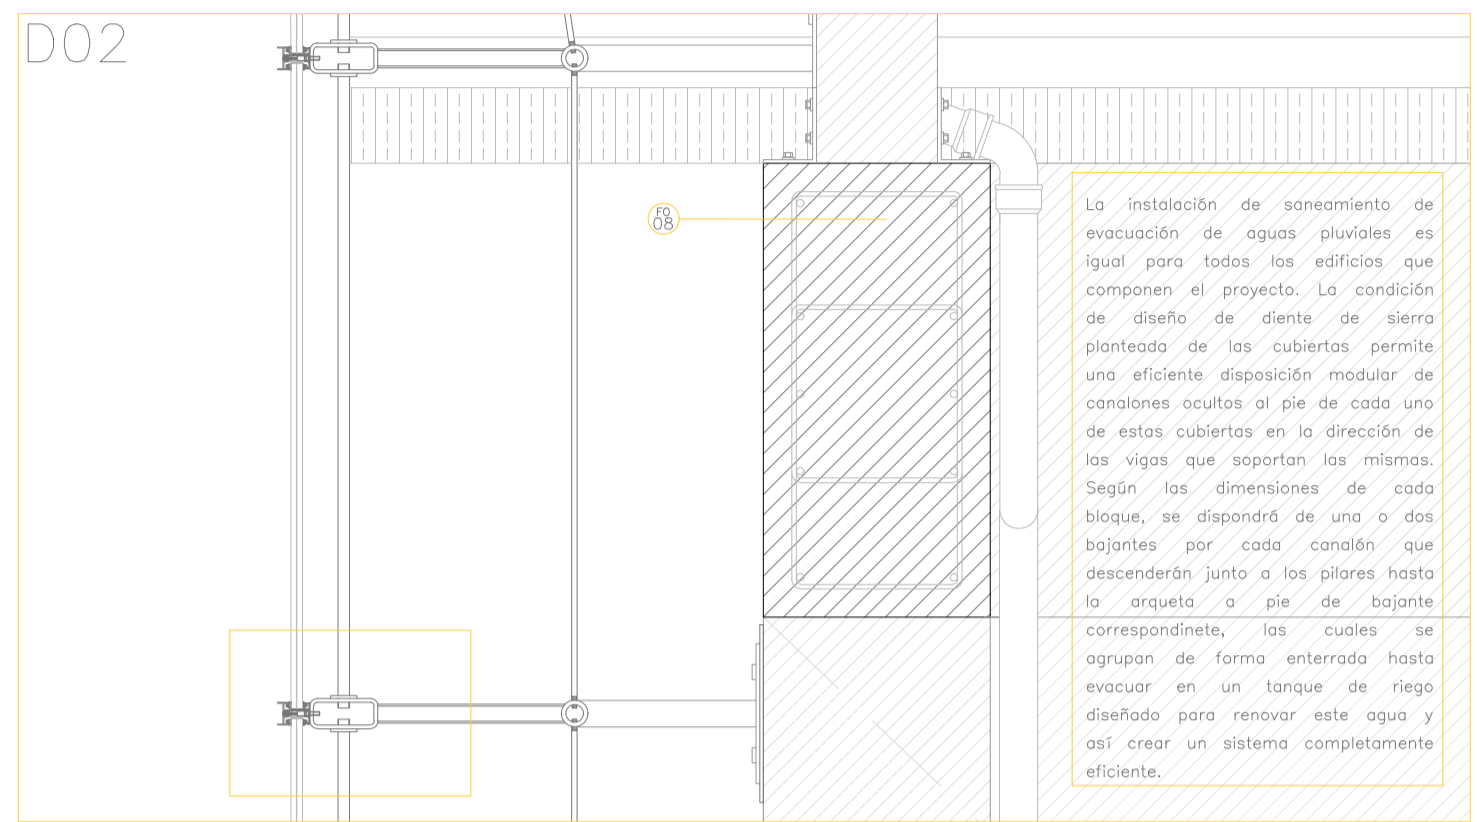 D02
FO
08
La instalación de saneamiento de
evacuación de aguas pluviales es
igual para todos los edificios que
componen el proyecto. La condición
de diseño de diente de sierra
planteada de las cubiertas permite
una eficiente disposición modular de
canalones ocultos al pie de cada uno
de estas cubiertas en la dirección de
las vigas que soportan las mismas.
Según las dimensiones de cada
bloque, se dispondrá de una o dos
bajantes por cada canalón que
descenderán junto a los pilares hasta
la arqueta a pie de bajante
correspondinete, las cuales se
agrupan de forma enterrada hasta
evacuar en un tanque de riego
diseñado para renovar este agua y
así crear un sistema completamente
eficiente.